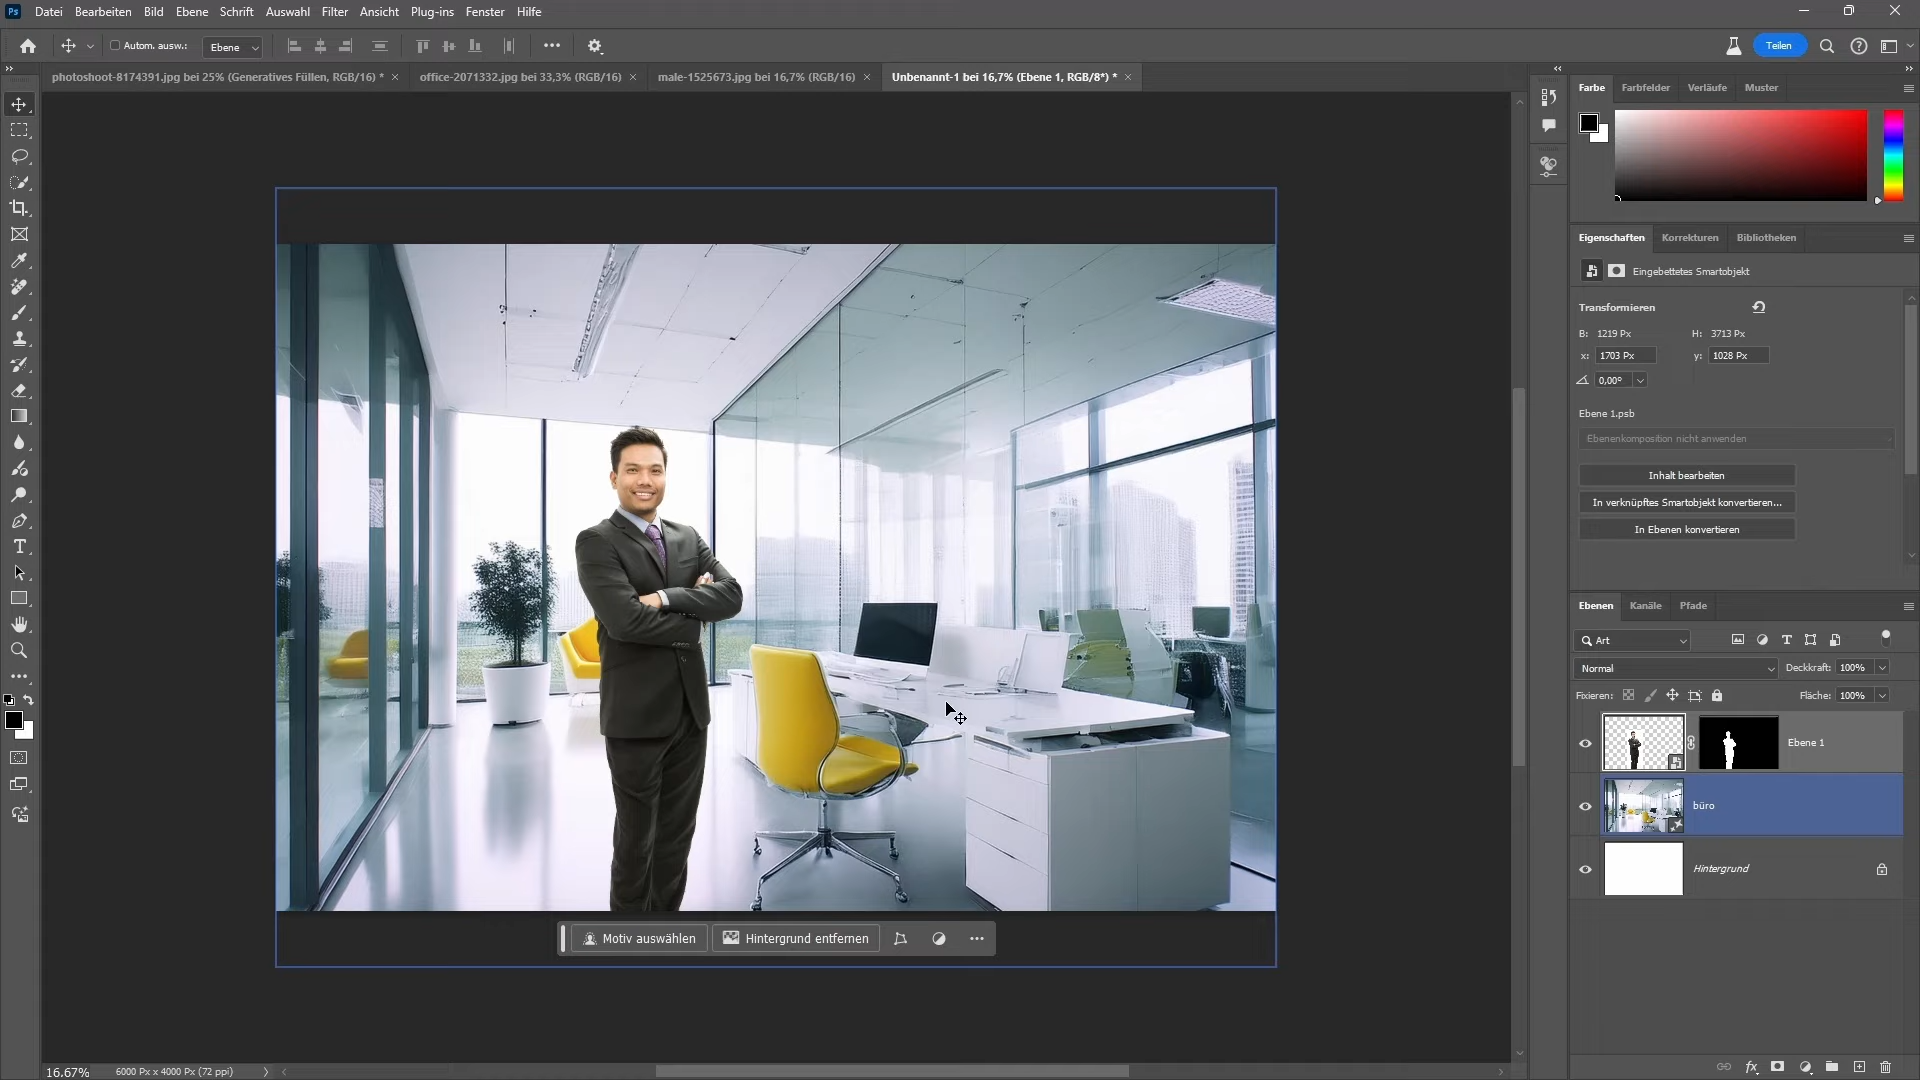 Ps Datei Bearbeiten Bild Ebene Schrift Auswahl Filter Ansicht Plug-ins Fenster Hilfe
Autom. ausw.: Ebene Teilen
photoshoot-8174391.jpg bei 25% (Generatives Füllen, RGB/16) * office-2071332.jpg bei 33,3% (RGB/16) male-1525673.jpg bei 16,7% (RGB/16) Unbenannt-1 bei 16,7% (Ebene 1, RGB/8*) *
Farbe Farbfelder Verläufe Muster
Eigenschaften Korrekturen Bibliotheken
Eingebettetes Smartobjekt
Transformieren
B: 1219 Px H: 3713 Px
x: 1703 Px y: 1028 Px
0,00°
Ebene 1.psb
Ebenenkomposition nicht anwenden
Inhalt bearbeiten
In verknüpftes Smartobjekt konvertieren...
In Ebenen konvertieren
Ebenen Kanäle Pfade
Art
Normal Deckkraft: 100%
Fixieren: Fläche: 100%
Ebene 1
büro
Hintergrund
Motiv auswählen Hintergrund entfernen
16.67% 6000 Px x 4000 Px (72 ppi)